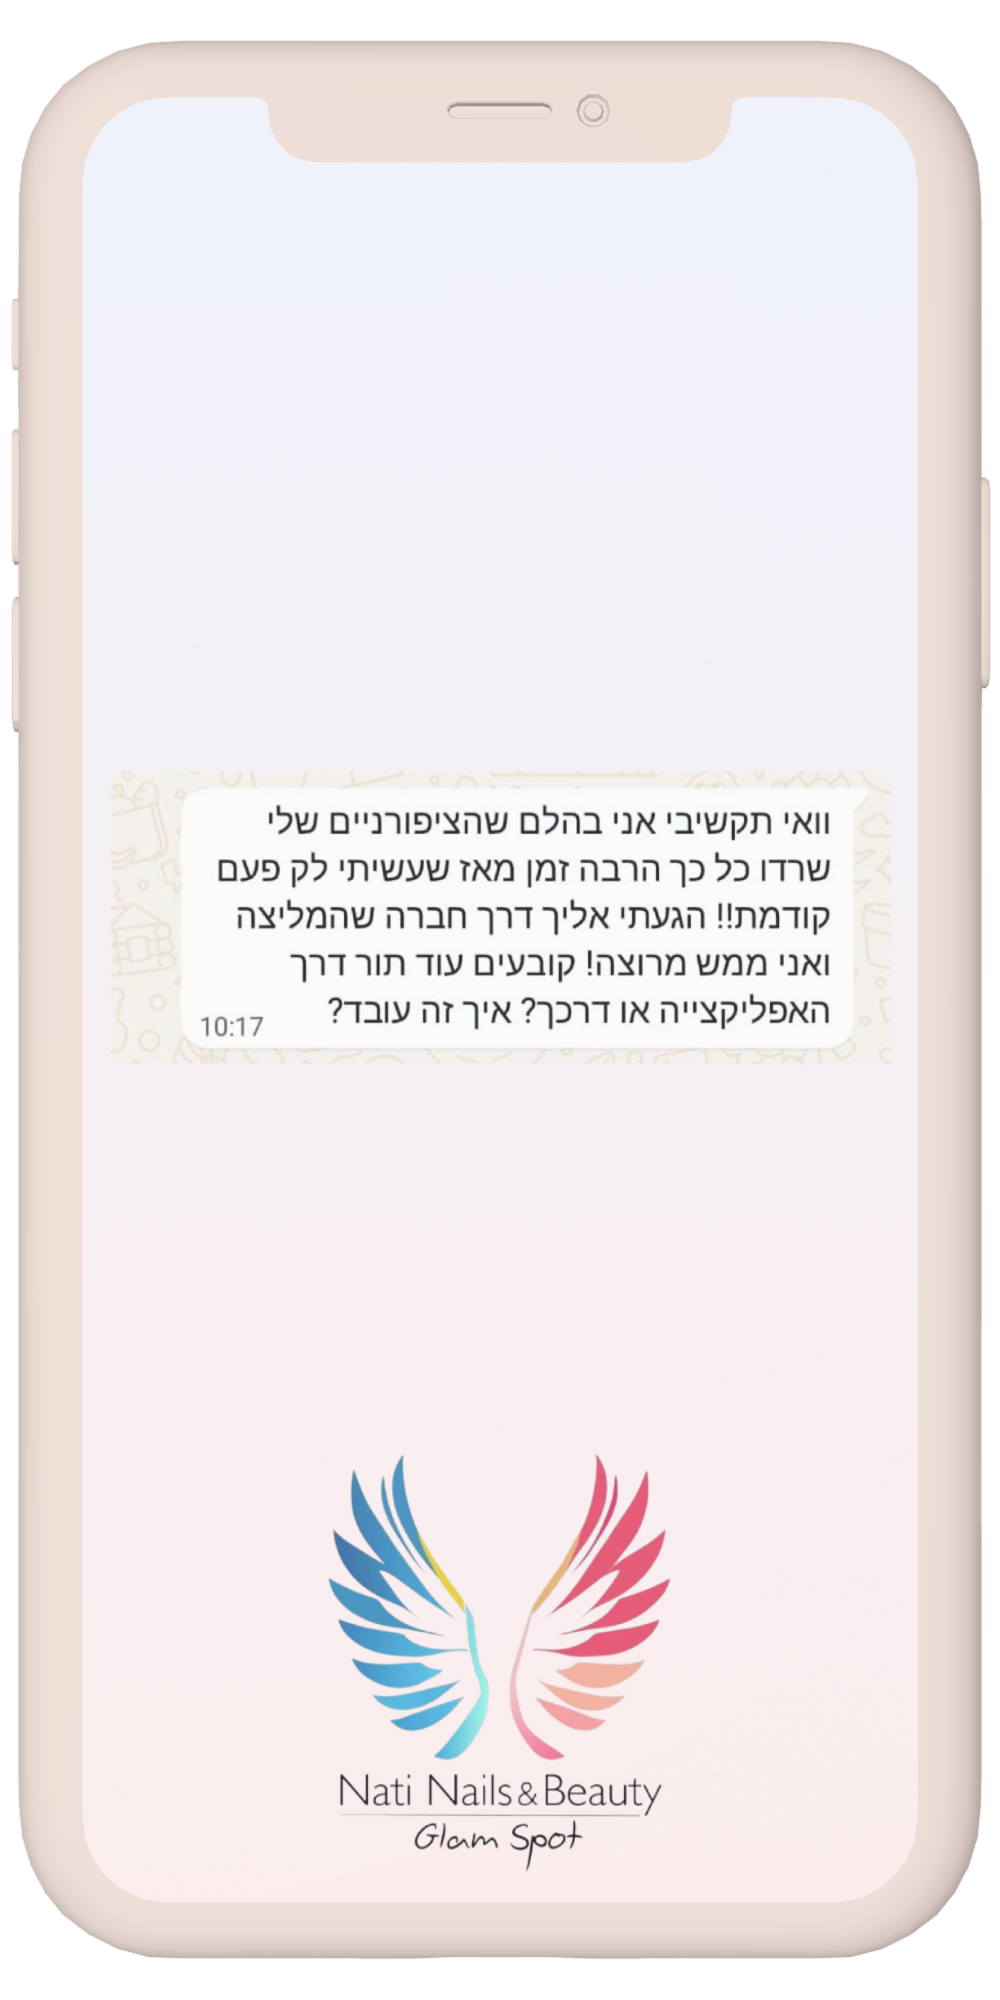 וואי תקשיבי אני בהלם שהציפורניים שלי
שרדו כל כך הרבה זמן מאז שעשיתי לק פעם
קודמת!! הגעתי אליך דרך חברה שהמליצה
ואני ממש מרוצה! קובעים עוד תור דרך
האפליקצייה או דרכך? איך זה עובד?
10:17
Nati Nails & Beauty
Glam Spot